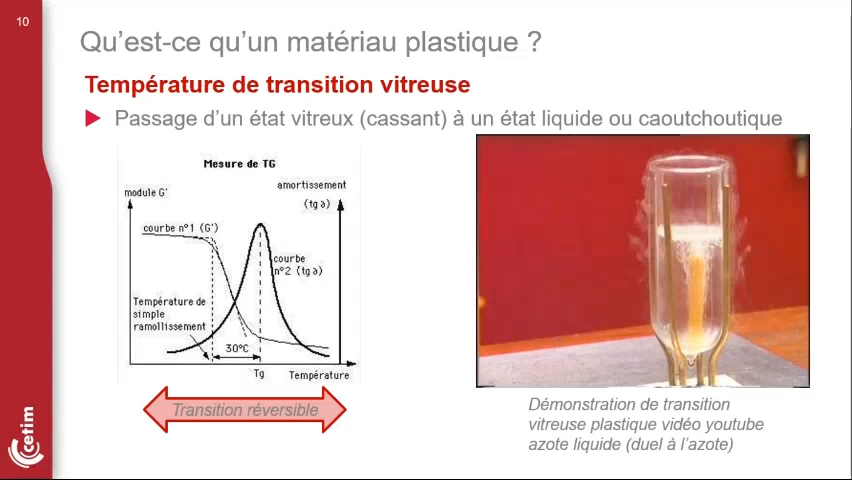 10
Qu’est-ce qu’un matériau plastique ?
Température de transition vitreuse
Passage d’un état vitreux (cassant) à un état liquide ou caoutchoutique
Mesure de TG
module G'
amortissement
(tg ∂)
courbe n°1 (G')
courbe
n°2 (tg ∂)
Température de
simple
ramollissement
30°C
Tg
Température
Transition réversible
Démonstration de transition
vitreuse plastique vidéo youtube
azote liquide (duel à l’azote)
cetim